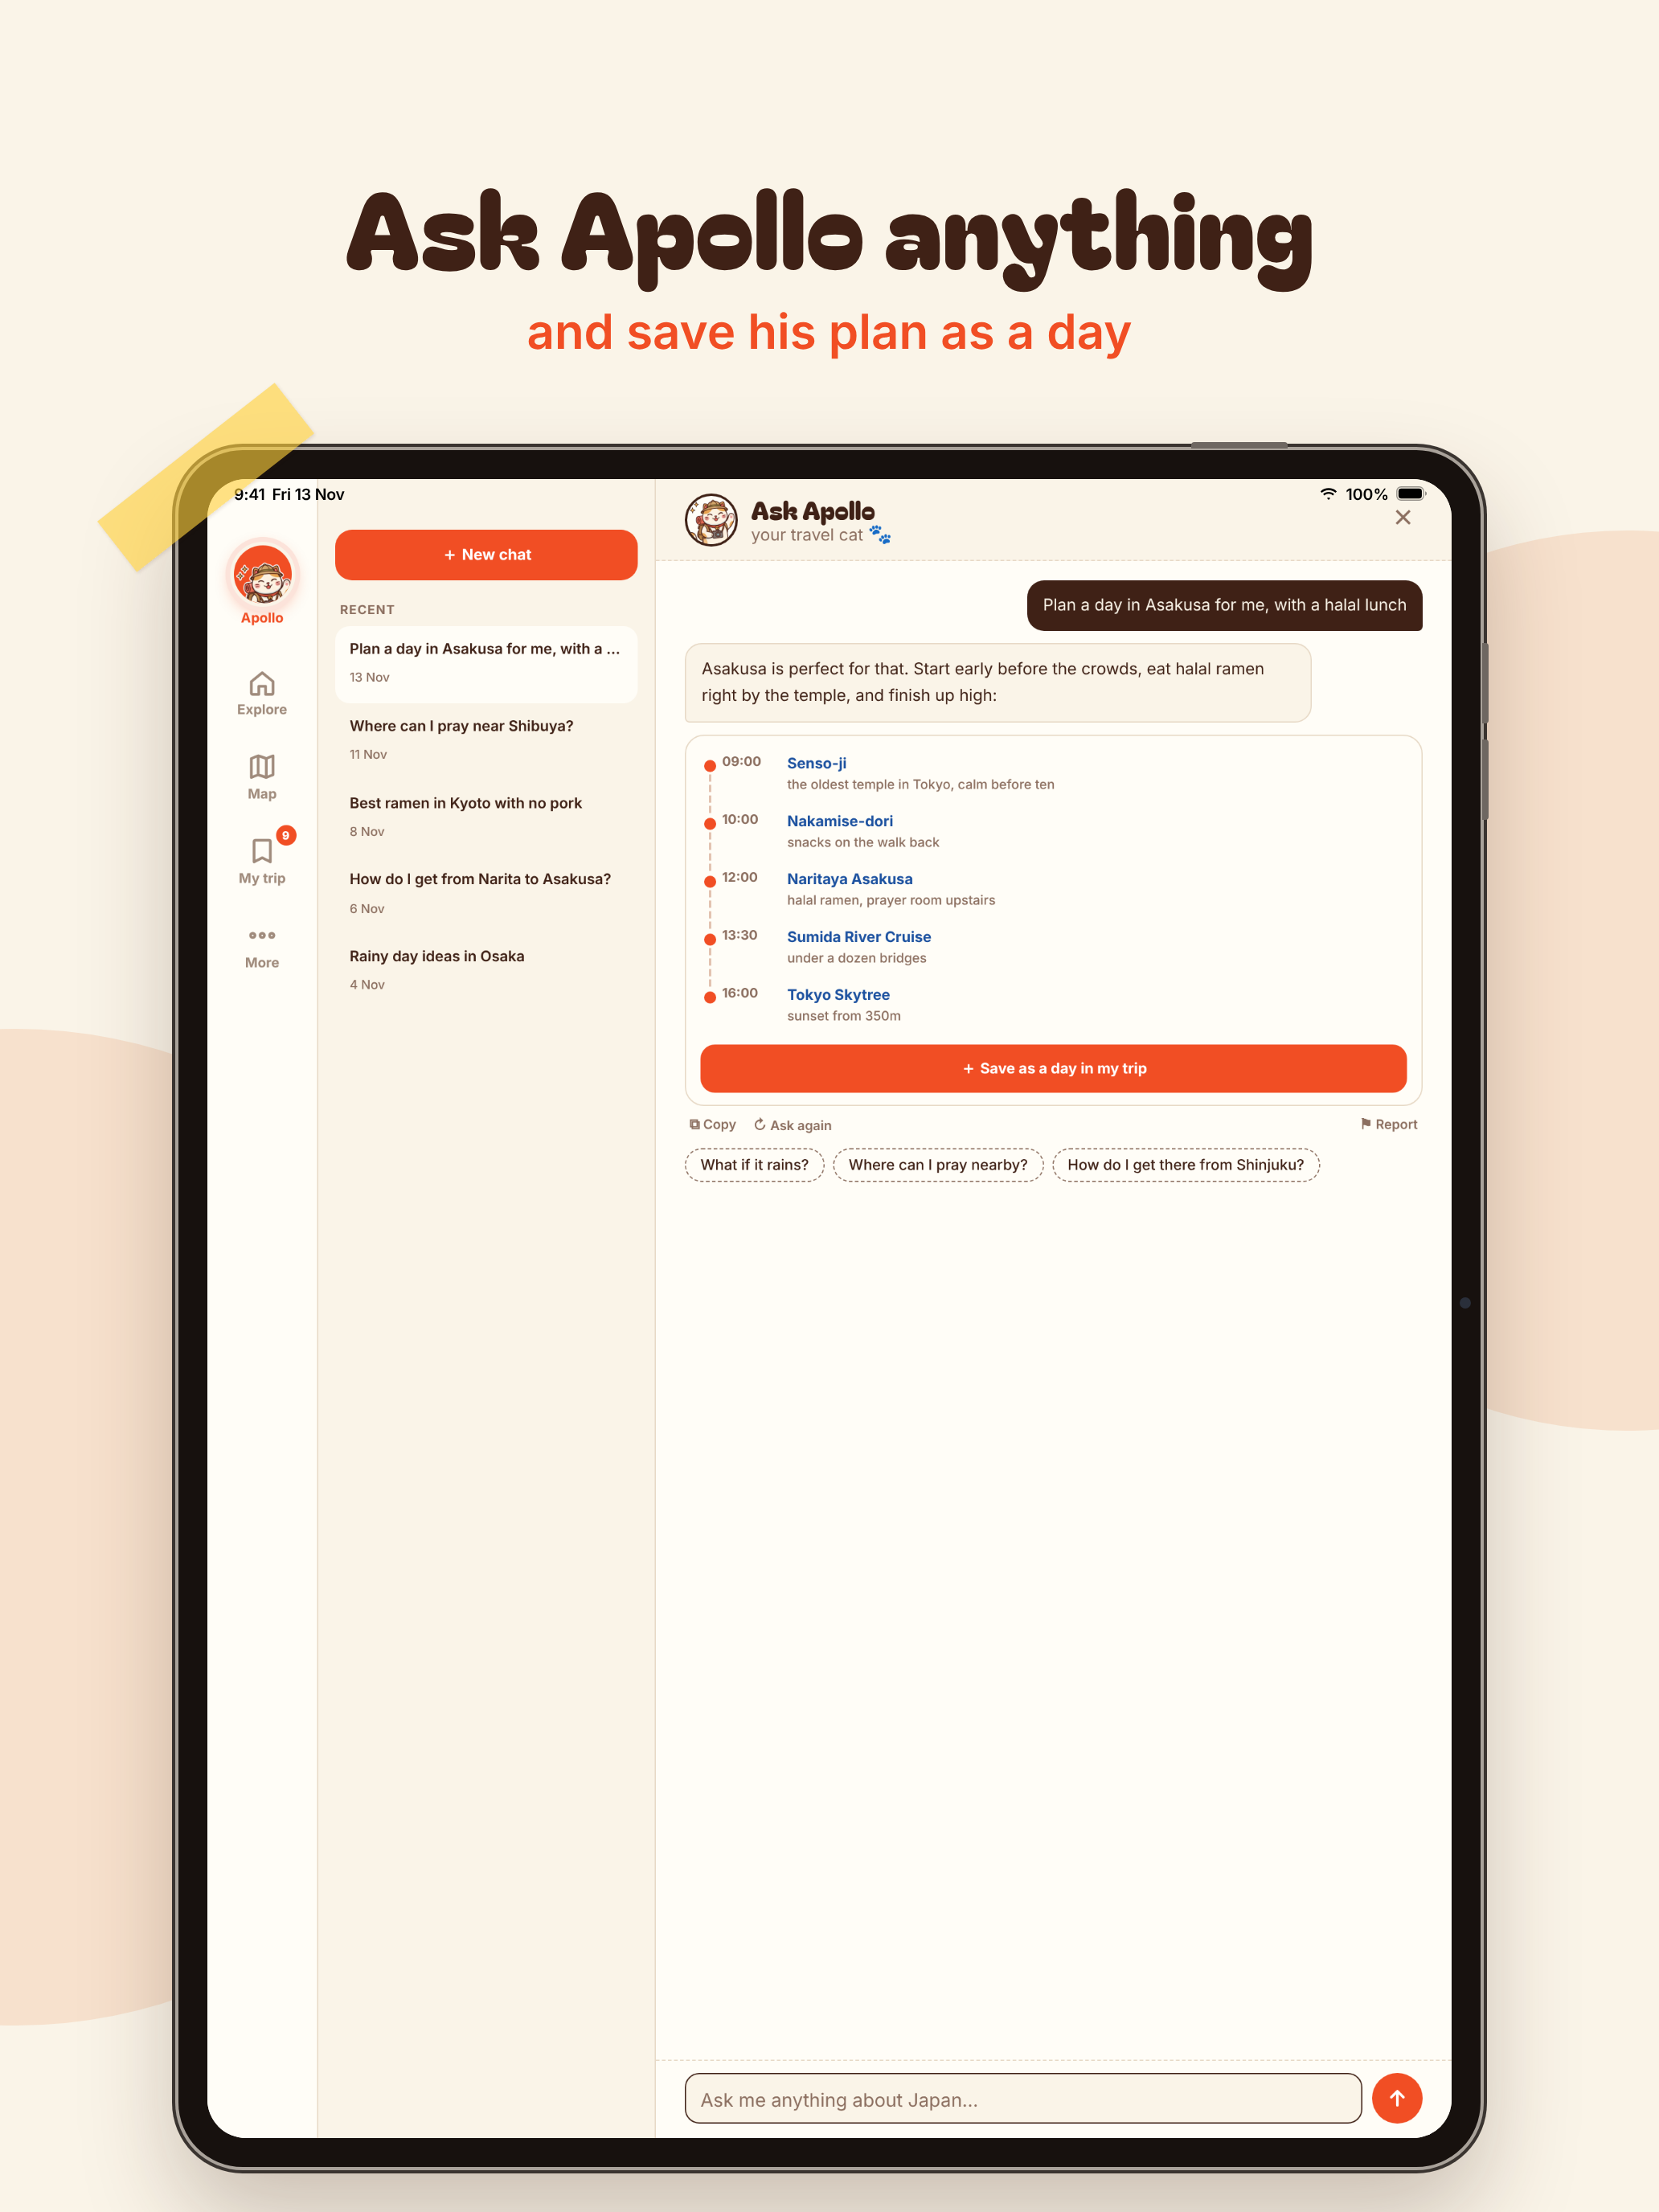 Ask Apollo anything
and save his plan as a day
9:41 Fri 13 Nov
100%
Apollo
Explore
Map
9
My trip
More
+ New chat
RECENT
Plan a day in Asakusa for me, with a ...
13 Nov
Where can I pray near Shibuya?
11 Nov
Best ramen in Kyoto with no pork
8 Nov
How do I get from Narita to Asakusa?
6 Nov
Rainy day ideas in Osaka
4 Nov
Ask Apollo
your travel cat 🐾
Plan a day in Asakusa for me, with a halal lunch
Asakusa is perfect for that. Start early before the crowds, eat halal ramen
right by the temple, and finish up high:
09:00 Senso-ji
the oldest temple in Tokyo, calm before ten
10:00 Nakamise-dori
snacks on the walk back
12:00 Naritaya Asakusa
halal ramen, prayer room upstairs
13:30 Sumida River Cruise
under a dozen bridges
16:00 Tokyo Skytree
sunset from 350m
+ Save as a day in my trip
Copy Ask again Report
What if it rains? Where can I pray nearby? How do I get there from Shinjuku?
Ask me anything about Japan...